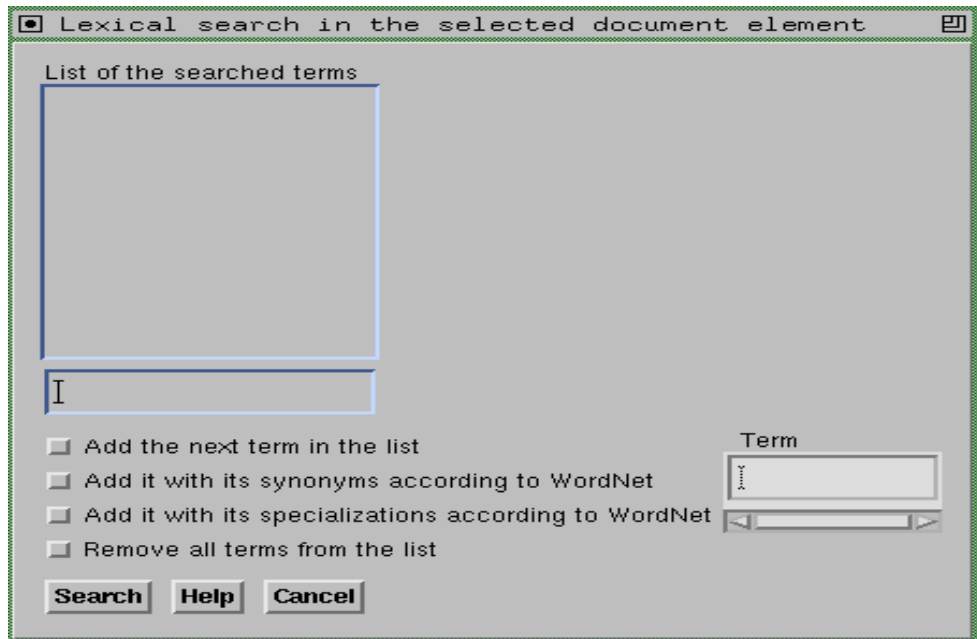 Lexical search in the selected document element
List of the searched terms
Add the next term in the list
Term
Add it with its synonyms according to WordNet
Add it with its specializations according to WordNet
Remove all terms from the list
Search Help Cancel